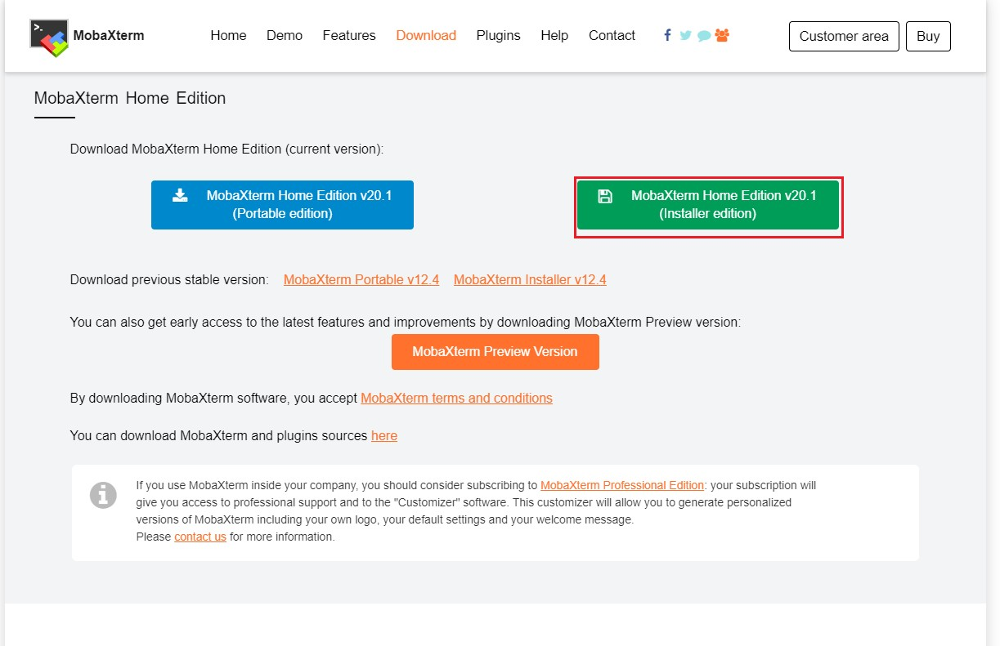 >_ MobaXterm Home Demo Features Download Plugins Help Contact Customer area Buy
MobaXterm Home Edition
Download MobaXterm Home Edition (current version):
MobaXterm Home Edition v20.1
(Portable edition)
MobaXterm Home Edition v20.1
(Installer edition)
Download previous stable version: MobaXterm Portable v12.4 MobaXterm Installer v12.4
You can also get early access to the latest features and improvements by downloading MobaXterm Preview version:
MobaXterm Preview Version
By downloading MobaXterm software, you accept MobaXterm terms and conditions
You can download MobaXterm and plugins sources here
If you use MobaXterm inside your company, you should consider subscribing to MobaXterm Professional Edition: your subscription will
give you access to professional support and to the "Customizer" software. This customizer will allow you to generate personalized
versions of MobaXterm including your own logo, your default settings and your welcome message.
Please contact us for more information.